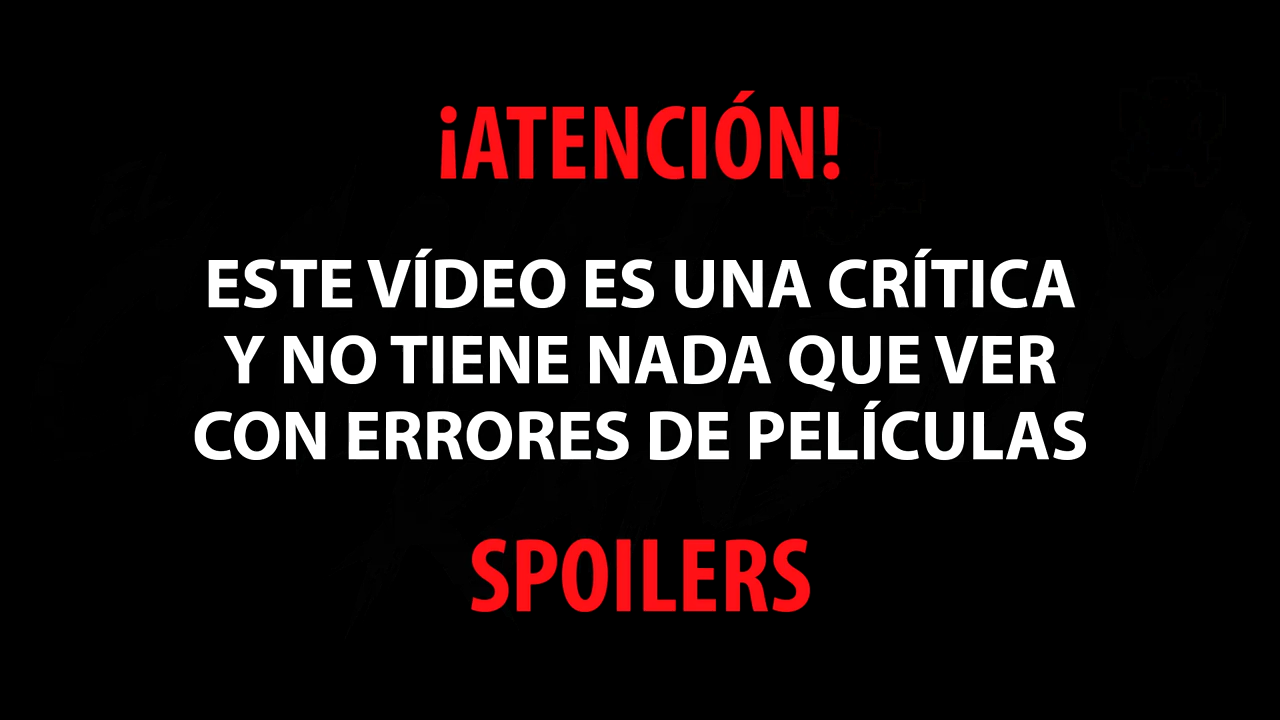 ¡ATENCIÓN!
ESTE VÍDEO ES UNA CRÍTICA
Y NO TIENE NADA QUE VER
CON ERRORES DE PELÍCULAS
SPOILERS